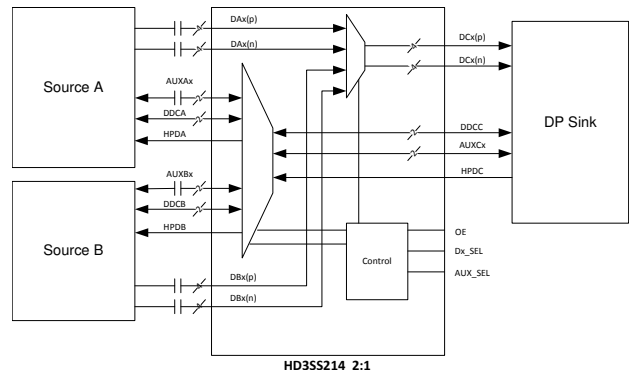 DAx(p)
DAx(n)
Source A
AUXAx
DDCA
HPDA
DCx(p)
DCx(n)
DP Sink
DDCC
AUXCx
HPDC
Source B
AUXBx
DDCB
HPDB
DBx(p)
DBx(n)
Control
OE
Dx_SEL
AUX_SEL
HD3SS214 2:1